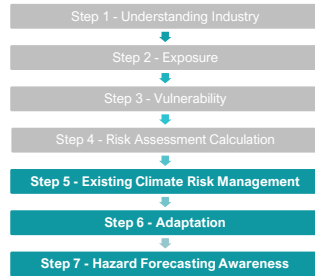 Step 1 - Understanding Industry
Step 2 - Exposure
Step 3 - Vulnerability
Step 4 - Risk Assessment Calculation
Step 5 - Existing Climate Risk Management
Step 6 - Adaptation
Step 7 - Hazard Forecasting Awareness